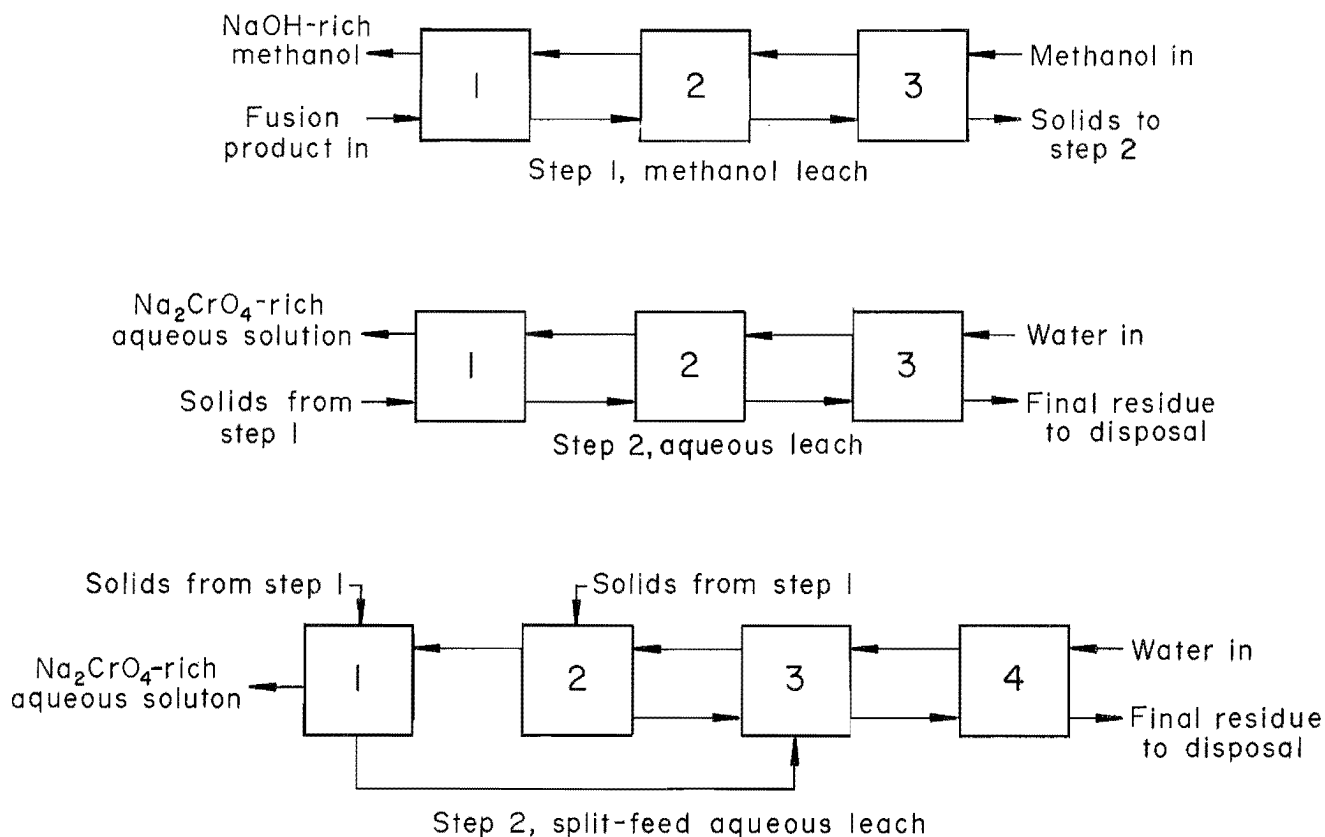 NaOH-rich
methanol
1
2
3
Methanol in
Fusion
product in
Solids to
step 2
Step 1, methanol leach
Na₂CrO₄-rich
aqueous solution
1
2
3
Water in
Solids from
step 1
Final residue
to disposal
Step 2, aqueous leach
Solids from step 1
Solids from step 1
Na₂CrO₄-rich
aqueous soluton
1
2
3
4
Water in
Final residue
to disposal
Step 2, split-feed aqueous leach